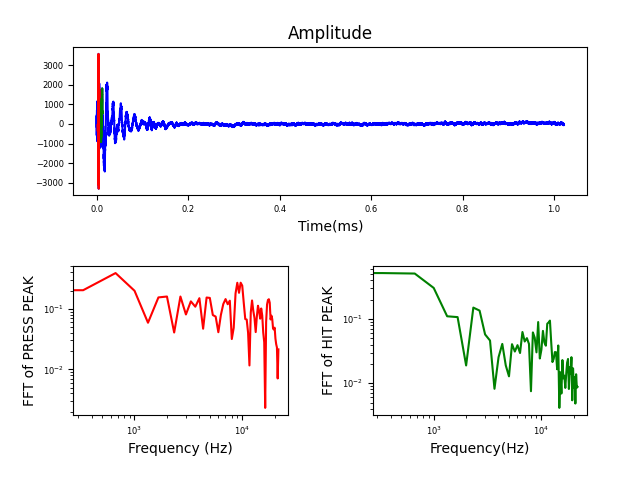 Amplitude
3000
2000
1000
0
−1000
−2000
−3000
0.0 0.2 0.4 0.6 0.8 1.0
Time(ms)
FFT of PRESS PEAK
10⁻¹
10⁻²
10³ 10⁴
Frequency (Hz)
FFT of HIT PEAK
10⁻¹
10⁻²
10³ 10⁴
Frequency(Hz)